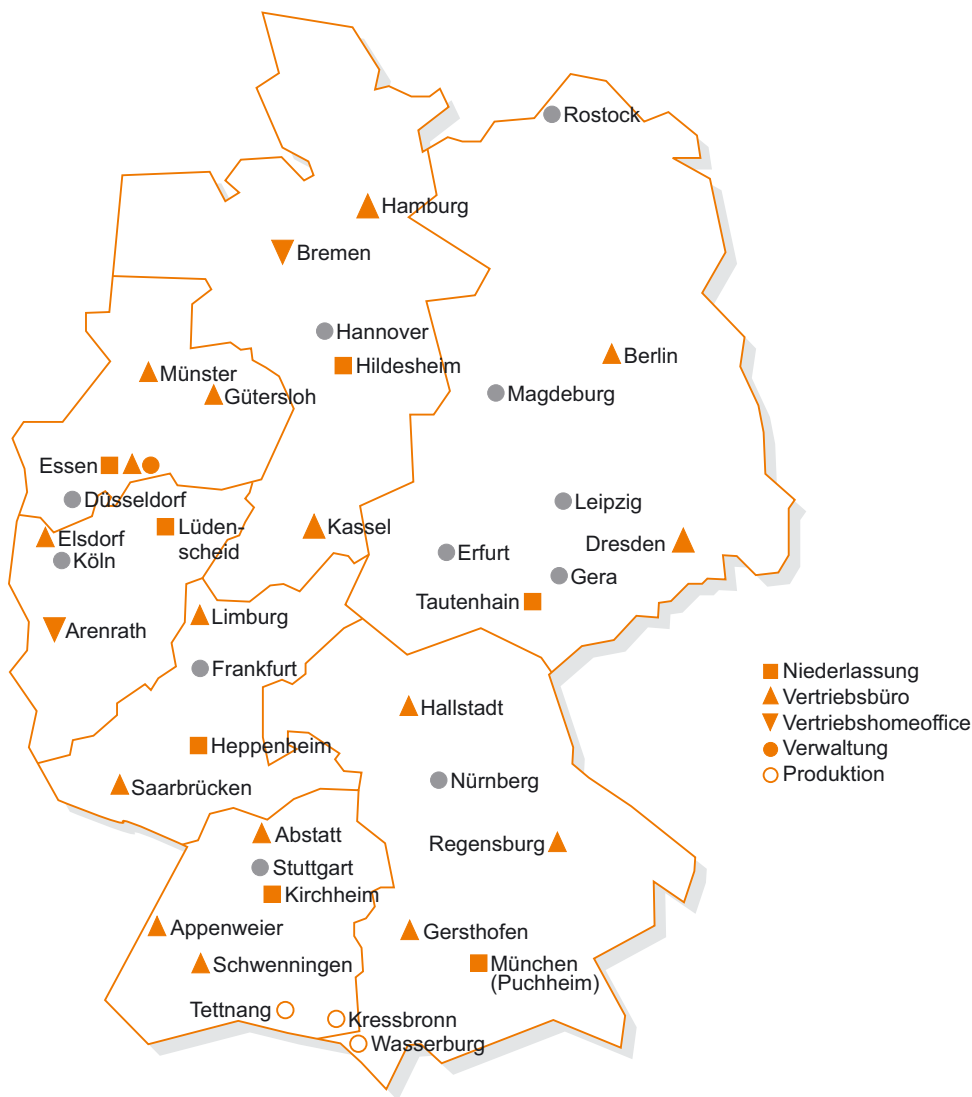 Rostock
Hamburg
Bremen
Hannover
Hildesheim
Berlin
Münster
Gütersloh
Magdeburg
Essen
Düsseldorf
Leipzig
Elsdorf
Lüden-
scheid
Kassel
Dresden
Köln
Erfurt
Gera
Tautenhain
Limburg
Arenrath
Frankfurt
Niederlassung
Vertriebsbüro
Vertriebshomeoffice
Verwaltung
Produktion
Hallstadt
Heppenheim
Saarbrücken
Nürnberg
Abstatt
Regensburg
Stuttgart
Kirchheim
Appenweier
Gersthofen
Schwenningen
München
(Puchheim)
Tettnang
Kressbronn
Wasserburg